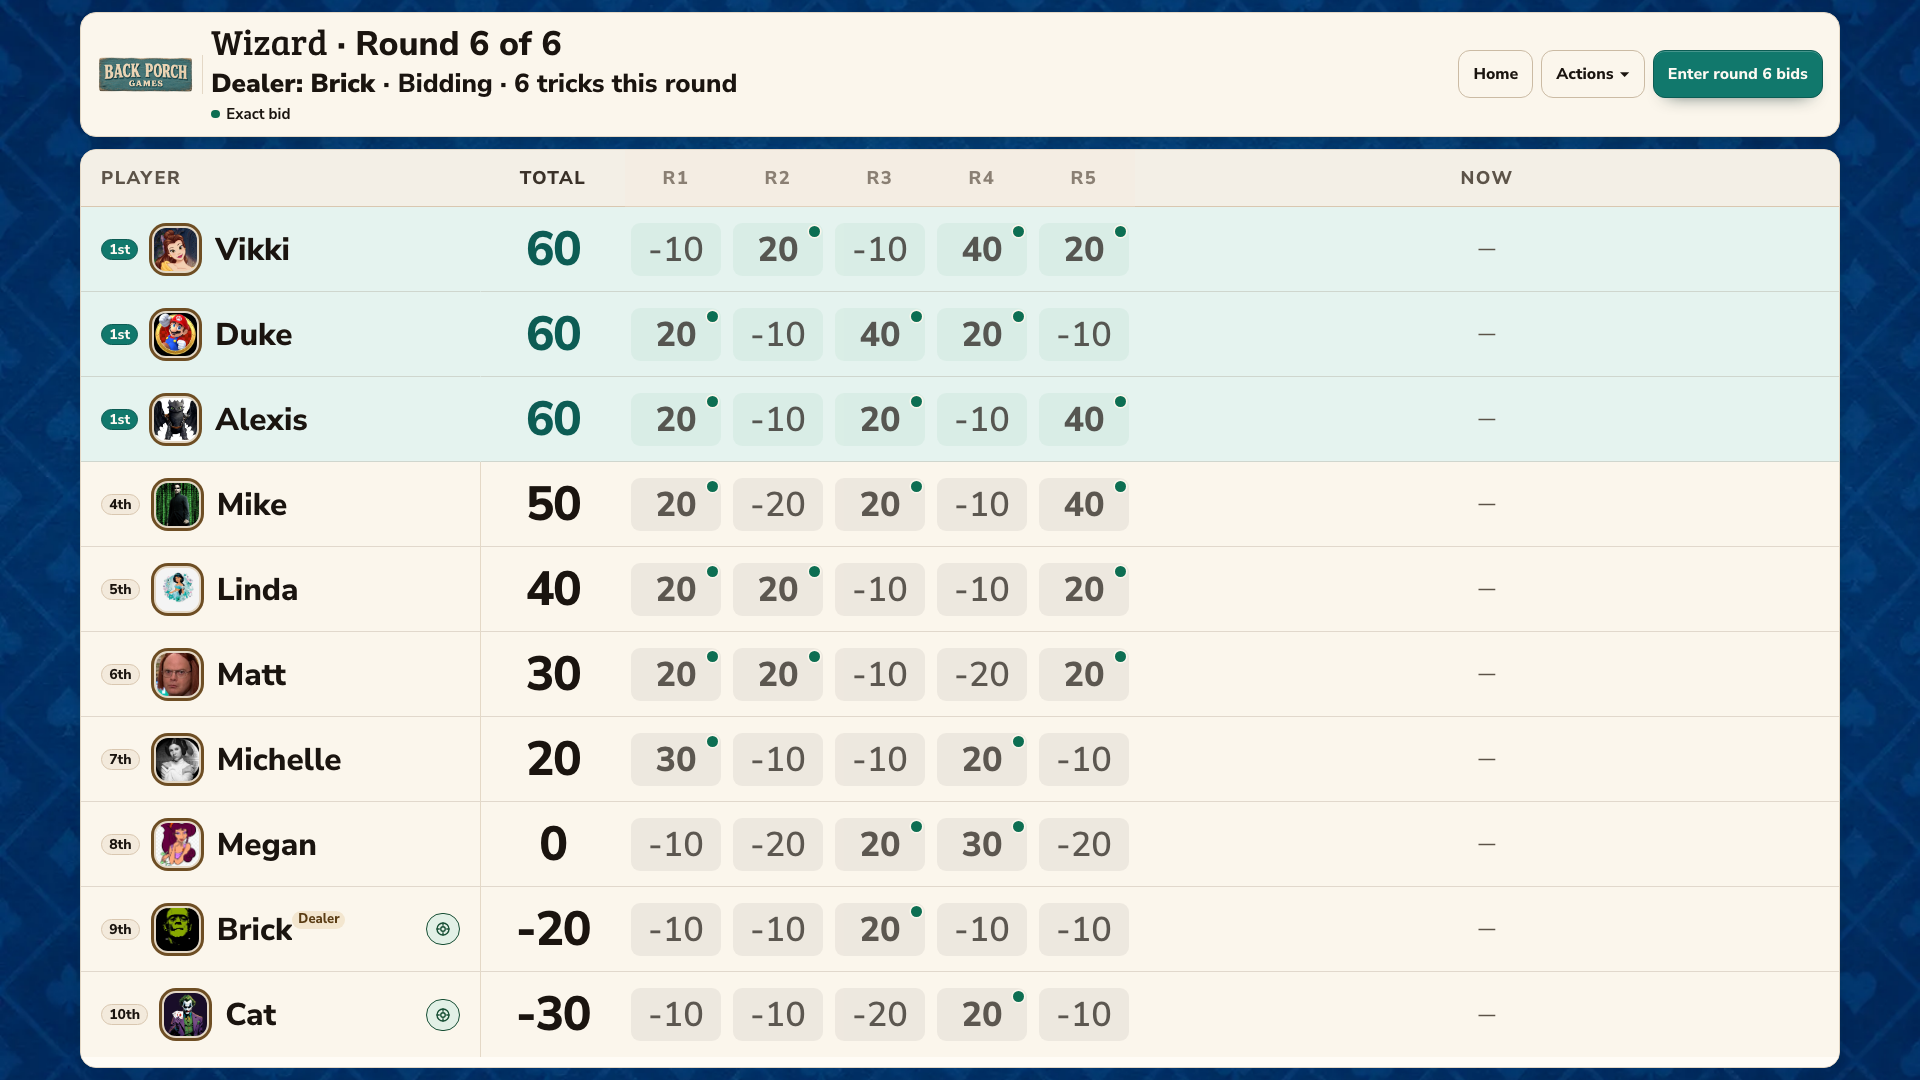 BACK PORCH
GAMES
Wizard · Round 6 of 6
Dealer: Brick · Bidding · 6 tricks this round
Exact bid
Home
Actions
Enter round 6 bids
PLAYER TOTAL R1 R2 R3 R4 R5 NOW
1st Vikki 60 -10 20 -10 40 20 —
1st Duke 60 20 -10 40 20 -10 —
1st Alexis 60 20 -10 20 -10 40 —
4th Mike 50 20 -20 20 -10 40 —
5th Linda 40 20 20 -10 -10 20 —
6th Matt 30 20 20 -10 -20 20 —
7th Michelle 20 30 -10 -10 20 -10 —
8th Megan 0 -10 -20 20 30 -20 —
9th Brick Dealer -20 -10 -10 20 -10 -10 —
10th Cat -30 -10 -10 -20 20 -10 —